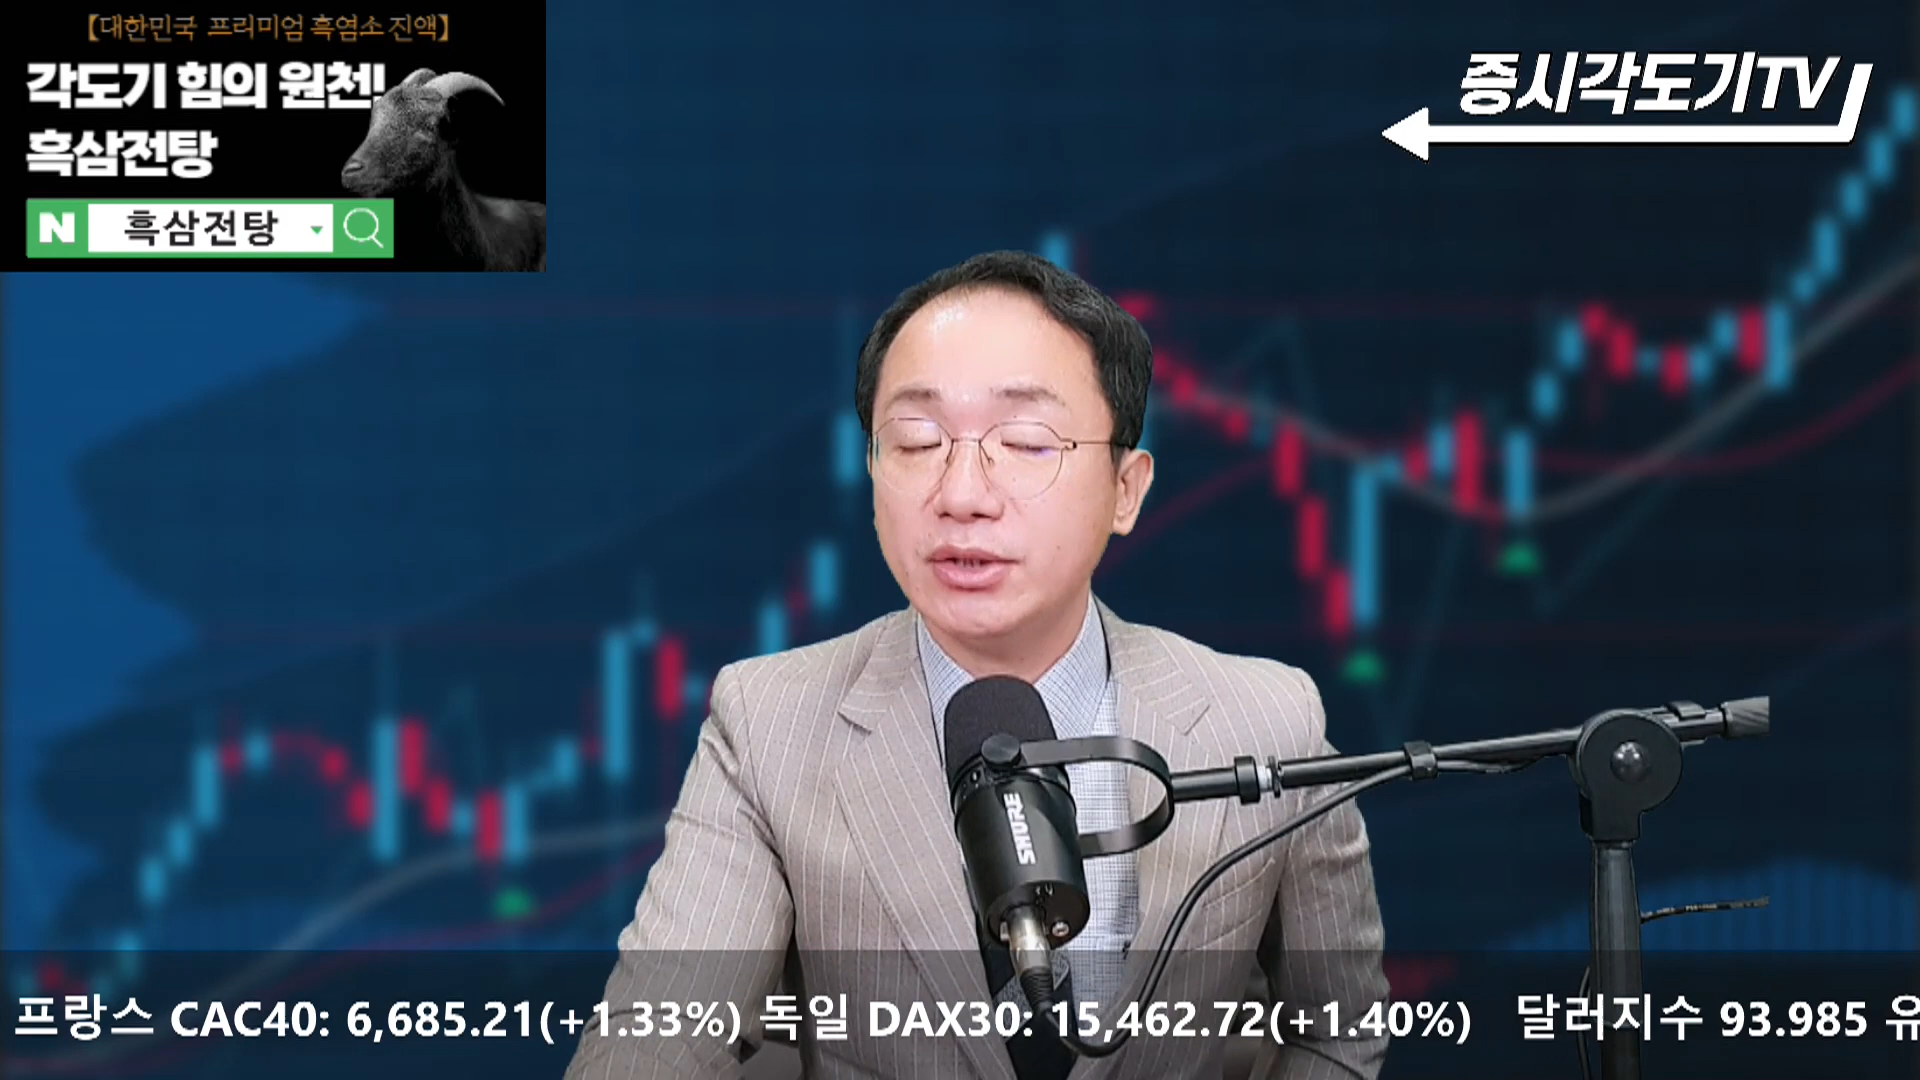 【대한민국 프리미엄 흑염소 진액】
각도기 힘의 원천!
흑삼전탕
N 흑삼전탕
증시각도기TV
SHURE
프랑스 CAC40: 6,685.21(+1.33%) 독일 DAX30: 15,462.72(+1.40%) 달러지수 93.985 유